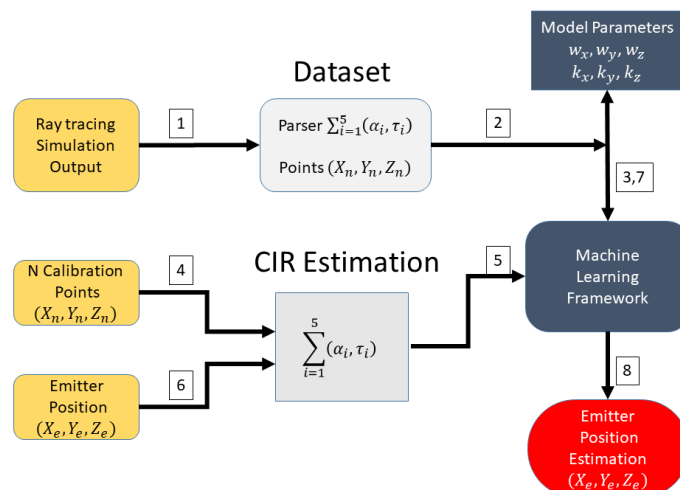 Model Parameters
w_x, w_y, w_z
k_x, k_y, k_z
Dataset
1
Ray tracing
Simulation
Output
Parser ∑_{i=1}^{5}(α_i, τ_i)
Points (X_n, Y_n, Z_n)
2
3,7
CIR Estimation
4
N Calibration
Points
(X_n, Y_n, Z_n)
5
∑_{i=1}^{5}(α_i, τ_i)
Machine
Learning
Framework
6
Emitter
Position
(X_e, Y_e, Z_e)
8
Emitter
Position
Estimation
(X_e, Y_e, Z_e)